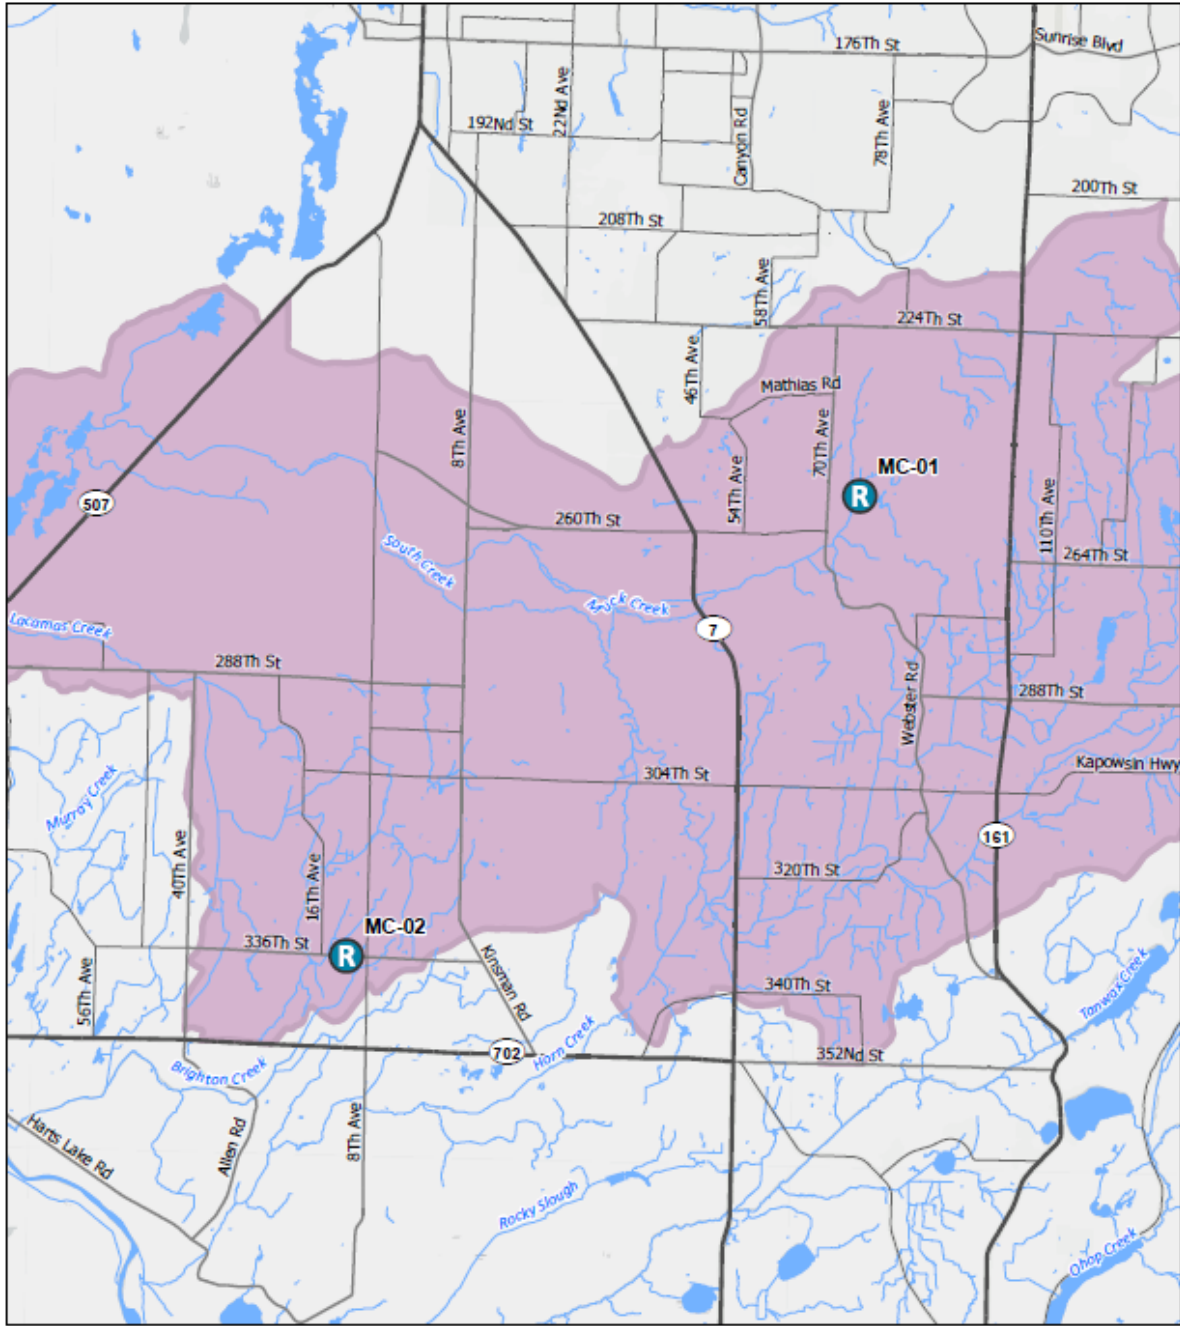 176Th St
Sunrise Blvd
192Nd St
22Nd Ave
Canyon Rd
78Th Ave
200Th St
208Th St
58Th Ave
224Th St
46Th Ave
Mathias Rd
8Th Ave
70Th Ave
MC-01
R
54Th Ave
507
260Th St
110Th Ave
264Th St
South Creek
Muck Creek
Lacamas Creek
7
288Th St
288Th St
Webster Rd
304Th St
Kapowsin Hwy
Murray Creek
161
40Th Ave
16Th Ave
320Th St
MC-02
R
336Th St
Kinsman Rd
56Th Ave
340Th St
Tanwax Creek
702
Horn Creek
352Nd St
Brighton Creek
Harts Lake Rd
Allen Rd
8Th Ave
Rocky Slough
Ohop Creek